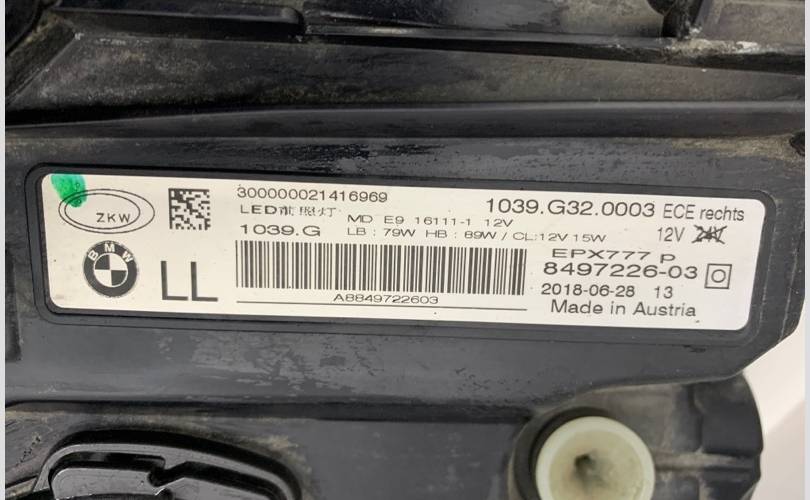 300000021416969
LED前照灯 MD E9 16111-1 12V
1039.G LB : 79W HB : 89W / CL:12V 15W
A8849722603
ZKW
BMW
LL
1039.G32.0003 ECE rechts
12V 24V
EPX777 P
8497226-03
2018-06-28 13
Made in Austria